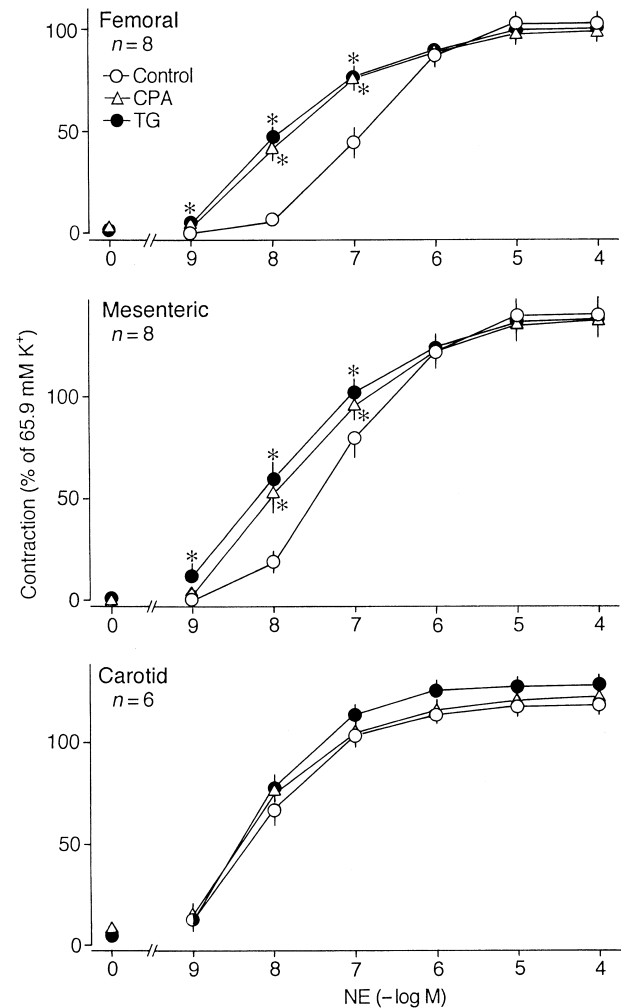 Femoral
n=8
Control
CPA
TG
100
50
0
* * * * *
0 9 8 7 6 5 4
Mesenteric
n=8
100
50
0
* * * * *
0 9 8 7 6 5 4
Contraction (% of 65.9 mM K+)
Carotid
n=6
100
50
0
0 9 8 7 6 5 4
NE (−log M)